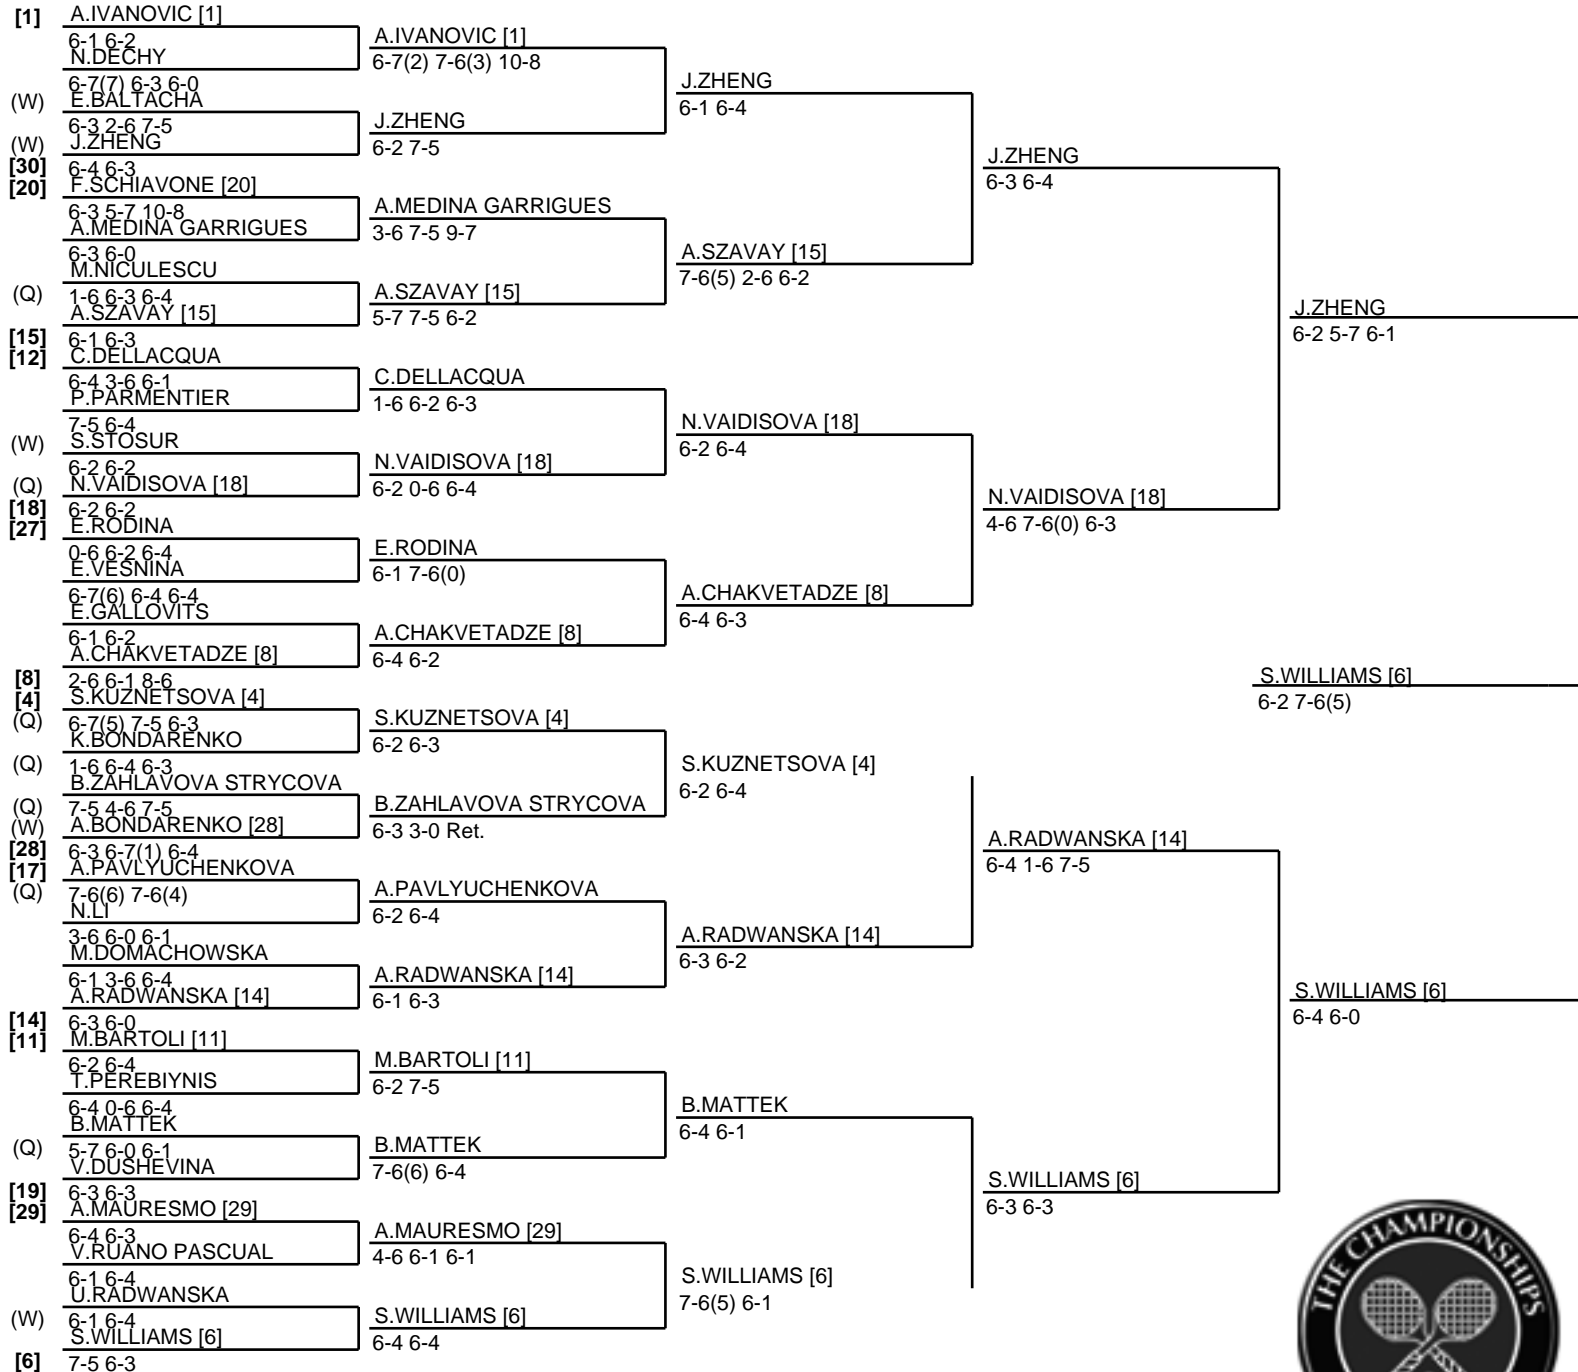 [1] A.IVANOVIC [1]
6-1 6-2
N.DECHY
6-7(7) 6-3 6-0
(W) E.BALTACHA
6-3 2-6 7-5
(W) J.ZHENG
[30] 6-4 6-3
[20] F.SCHIAVONE [20]
6-3 5-7 10-8
A.MEDINA GARRIGUES
6-3 6-0
M.NICULESCU
(Q) 1-6 6-3 6-4
A.SZAVAY [15]
[15] 6-1 6-3
[12] C.DELLACQUA
6-4 3-6 6-1
P.PARMENTIER
7-5 6-4
(W) S.STOSUR
6-2 6-2
(Q) N.VAIDISOVA [18]
[18] 6-2 6-2
[27] E.RODINA
0-6 6-2 6-4
E.VESNINA
6-7(6) 6-4 6-4
E.GALLOVITS
6-1 6-2
A.CHAKVETADZE [8]
[8] 2-6 6-1 8-6
[4] S.KUZNETSOVA [4]
(Q) 6-7(5) 7-5 6-3
K.BONDARENKO
(Q) 1-6 6-4 6-3
B.ZAHLAVOVA STRYCOVA
(Q) 7-5 4-6 7-5
(W) A.BONDARENKO [28]
[28] 6-3 6-7(1) 6-4
[17] A.PAVLYUCHENKOVA
(Q) 7-6(6) 7-6(4)
N.LI
3-6 6-0 6-1
M.DOMACHOWSKA
6-1 3-6 6-4
A.RADWANSKA [14]
[14] 6-3 6-0
[11] M.BARTOLI [11]
6-2 6-4
T.PEREBIYNIS
6-4 0-6 6-4
B.MATTEK
(Q) 5-7 6-0 6-1
V.DUSHEVINA
[19] 6-3 6-3
[29] A.MAURESMO [29]
6-4 6-3
V.RUANO PASCUAL
6-1 6-4
U.RADWANSKA
(W) 6-1 6-4
S.WILLIAMS [6]
[6] 7-5 6-3
A.IVANOVIC [1]
6-7(2) 7-6(3) 10-8
J.ZHENG
6-2 7-5
A.MEDINA GARRIGUES
3-6 7-5 9-7
A.SZAVAY [15]
5-7 7-5 6-2
C.DELLACQUA
1-6 6-2 6-3
N.VAIDISOVA [18]
6-2 0-6 6-4
E.RODINA
6-1 7-6(0)
A.CHAKVETADZE [8]
6-4 6-2
S.KUZNETSOVA [4]
6-2 6-3
B.ZAHLAVOVA STRYCOVA
6-3 3-0 Ret.
A.PAVLYUCHENKOVA
6-2 6-4
A.RADWANSKA [14]
6-1 6-3
M.BARTOLI [11]
6-2 7-5
B.MATTEK
7-6(6) 6-4
A.MAURESMO [29]
4-6 6-1 6-1
S.WILLIAMS [6]
6-4 6-4
J.ZHENG
6-1 6-4
A.SZAVAY [15]
7-6(5) 2-6 6-2
N.VAIDISOVA [18]
6-2 6-4
A.CHAKVETADZE [8]
6-4 6-3
S.KUZNETSOVA [4]
6-2 6-4
A.RADWANSKA [14]
6-3 6-2
B.MATTEK
6-4 6-1
S.WILLIAMS [6]
7-6(5) 6-1
J.ZHENG
6-3 6-4
N.VAIDISOVA [18]
4-6 7-6(0) 6-3
A.RADWANSKA [14]
6-4 1-6 7-5
S.WILLIAMS [6]
6-3 6-3
J.ZHENG
6-2 5-7 6-1
S.WILLIAMS [6]
6-4 6-0
S.WILLIAMS [6]
6-2 7-6(5)
THE CHAMPIONSHIPS